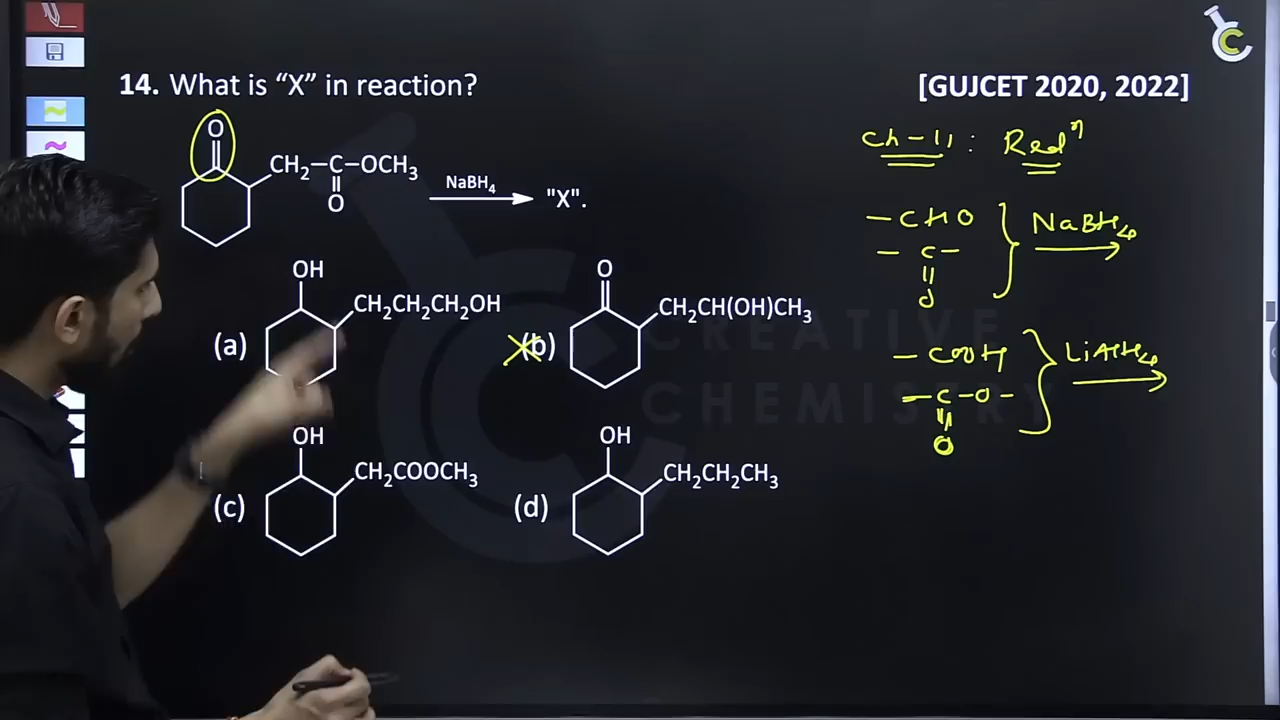 14. What is “X” in reaction?
[GUJCET 2020, 2022]
O
CH₂–C–OCH₃
O
NaBH₄
"X".
(a)
OH
CH₂CH₂CH₂OH
(b)
O
CH₂CH(OH)CH₃
(c)
OH
CH₂COOCH₃
(d)
OH
CH₂CH₂CH₃
Ch-11 : Redⁿ
-CHO
-C-
O
NaBH₄
-COOH
-C-O-
O
LiAlH₄
CREATIVE
CHEMISTRY
C